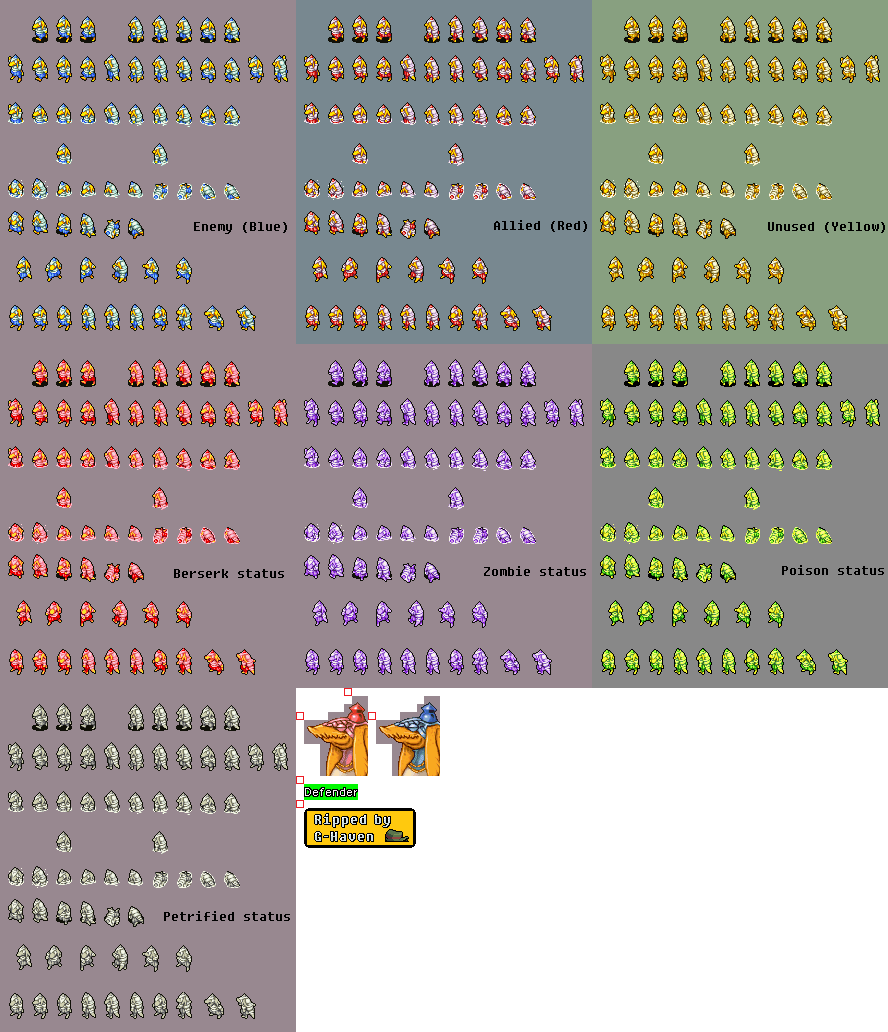 Enemy (Blue)
Allied (Red)
Unused (Yellow)
Berserk status
Zombie status
Poison status
Petrified status
Defender
Ripped by
G-Haven